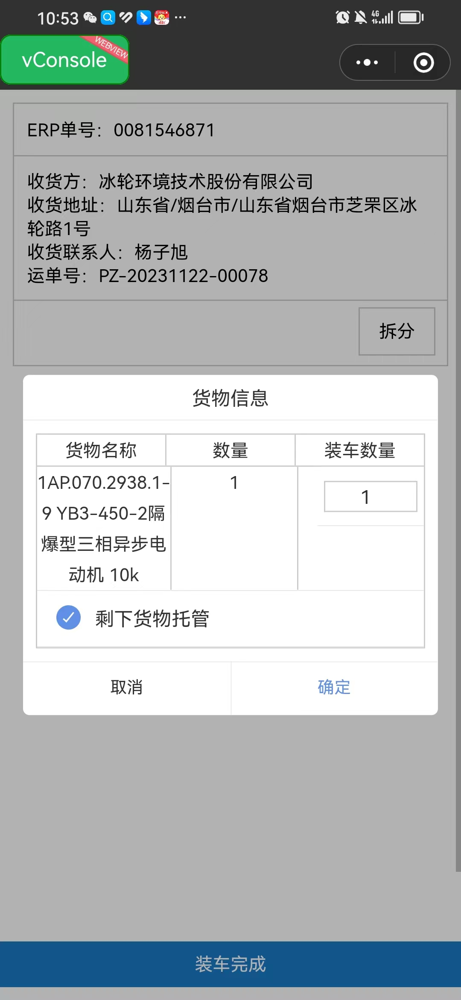 10:53
4G
vConsole
WEBVIEW
ERP单号：0081546871
收货方：冰轮环境技术股份有限公司
收货地址：山东省/烟台市/山东省烟台市芝罘区冰
轮路1号
收货联系人：杨子旭
运单号：PZ-20231122-00078
拆分
货物信息
货物名称 数量 装车数量
1AP.070.2938.1- 1 1
9 YB3-450-2隔
爆型三相异步电
动机 10k
剩下货物托管
取消 确定
装车完成